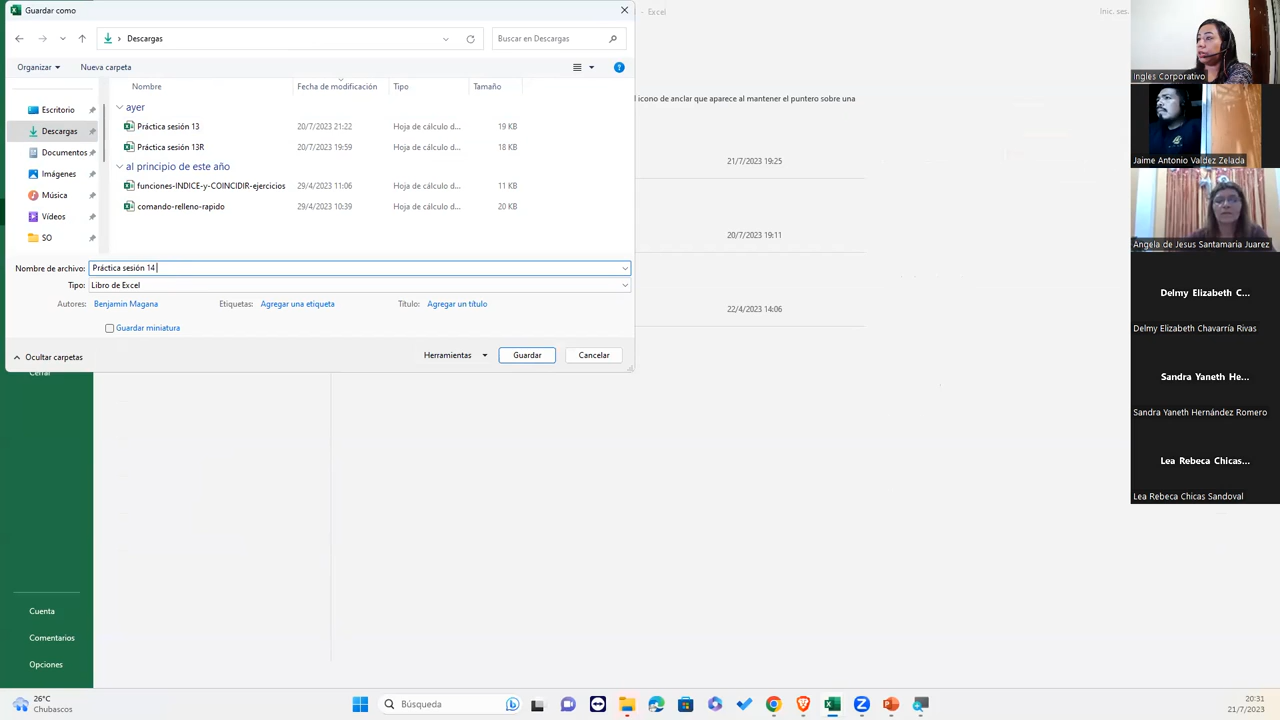 Guardar como
- Excel
Inic. ses.
Descargas
Buscar en Descargas
Organizar
Nueva carpeta
Nombre
Fecha de modificación
Tipo
Tamaño
Escritorio
Descargas
Documentos
Imágenes
Música
Vídeos
SO
ayer
Práctica sesión 13 20/7/2023 21:22 Hoja de cálculo d... 19 KB
Práctica sesión 13R 20/7/2023 19:59 Hoja de cálculo d... 18 KB
al principio de este año
funciones-INDICE-y-COINCIDIR-ejercicios 29/4/2023 11:06 Hoja de cálculo d... 11 KB
comando-relleno-rapido 29/4/2023 10:39 Hoja de cálculo d... 20 KB
Nombre de archivo: Práctica sesión 14
Tipo: Libro de Excel
Autores: Benjamin Magana
Etiquetas: Agregar una etiqueta
Título: Agregar un título
Guardar miniatura
Ocultar carpetas
Herramientas
Guardar
Cancelar
l icono de anclar que aparece al mantener el puntero sobre una
21/7/2023 19:25
20/7/2023 19:11
22/4/2023 14:06
Cerrar
Cuenta
Comentarios
Opciones
Ingles Corporativo
Jaime Antonio Valdez Zelada
Angela de Jesus Santamaria Juarez
Delmy Elizabeth C...
Delmy Elizabeth Chavarría Rivas
Sandra Yaneth He...
Sandra Yaneth Hernández Romero
Lea Rebeca Chicas...
Lea Rebeca Chicas Sandoval
26°C
Chubascos
Búsqueda
20:31
21/7/2023